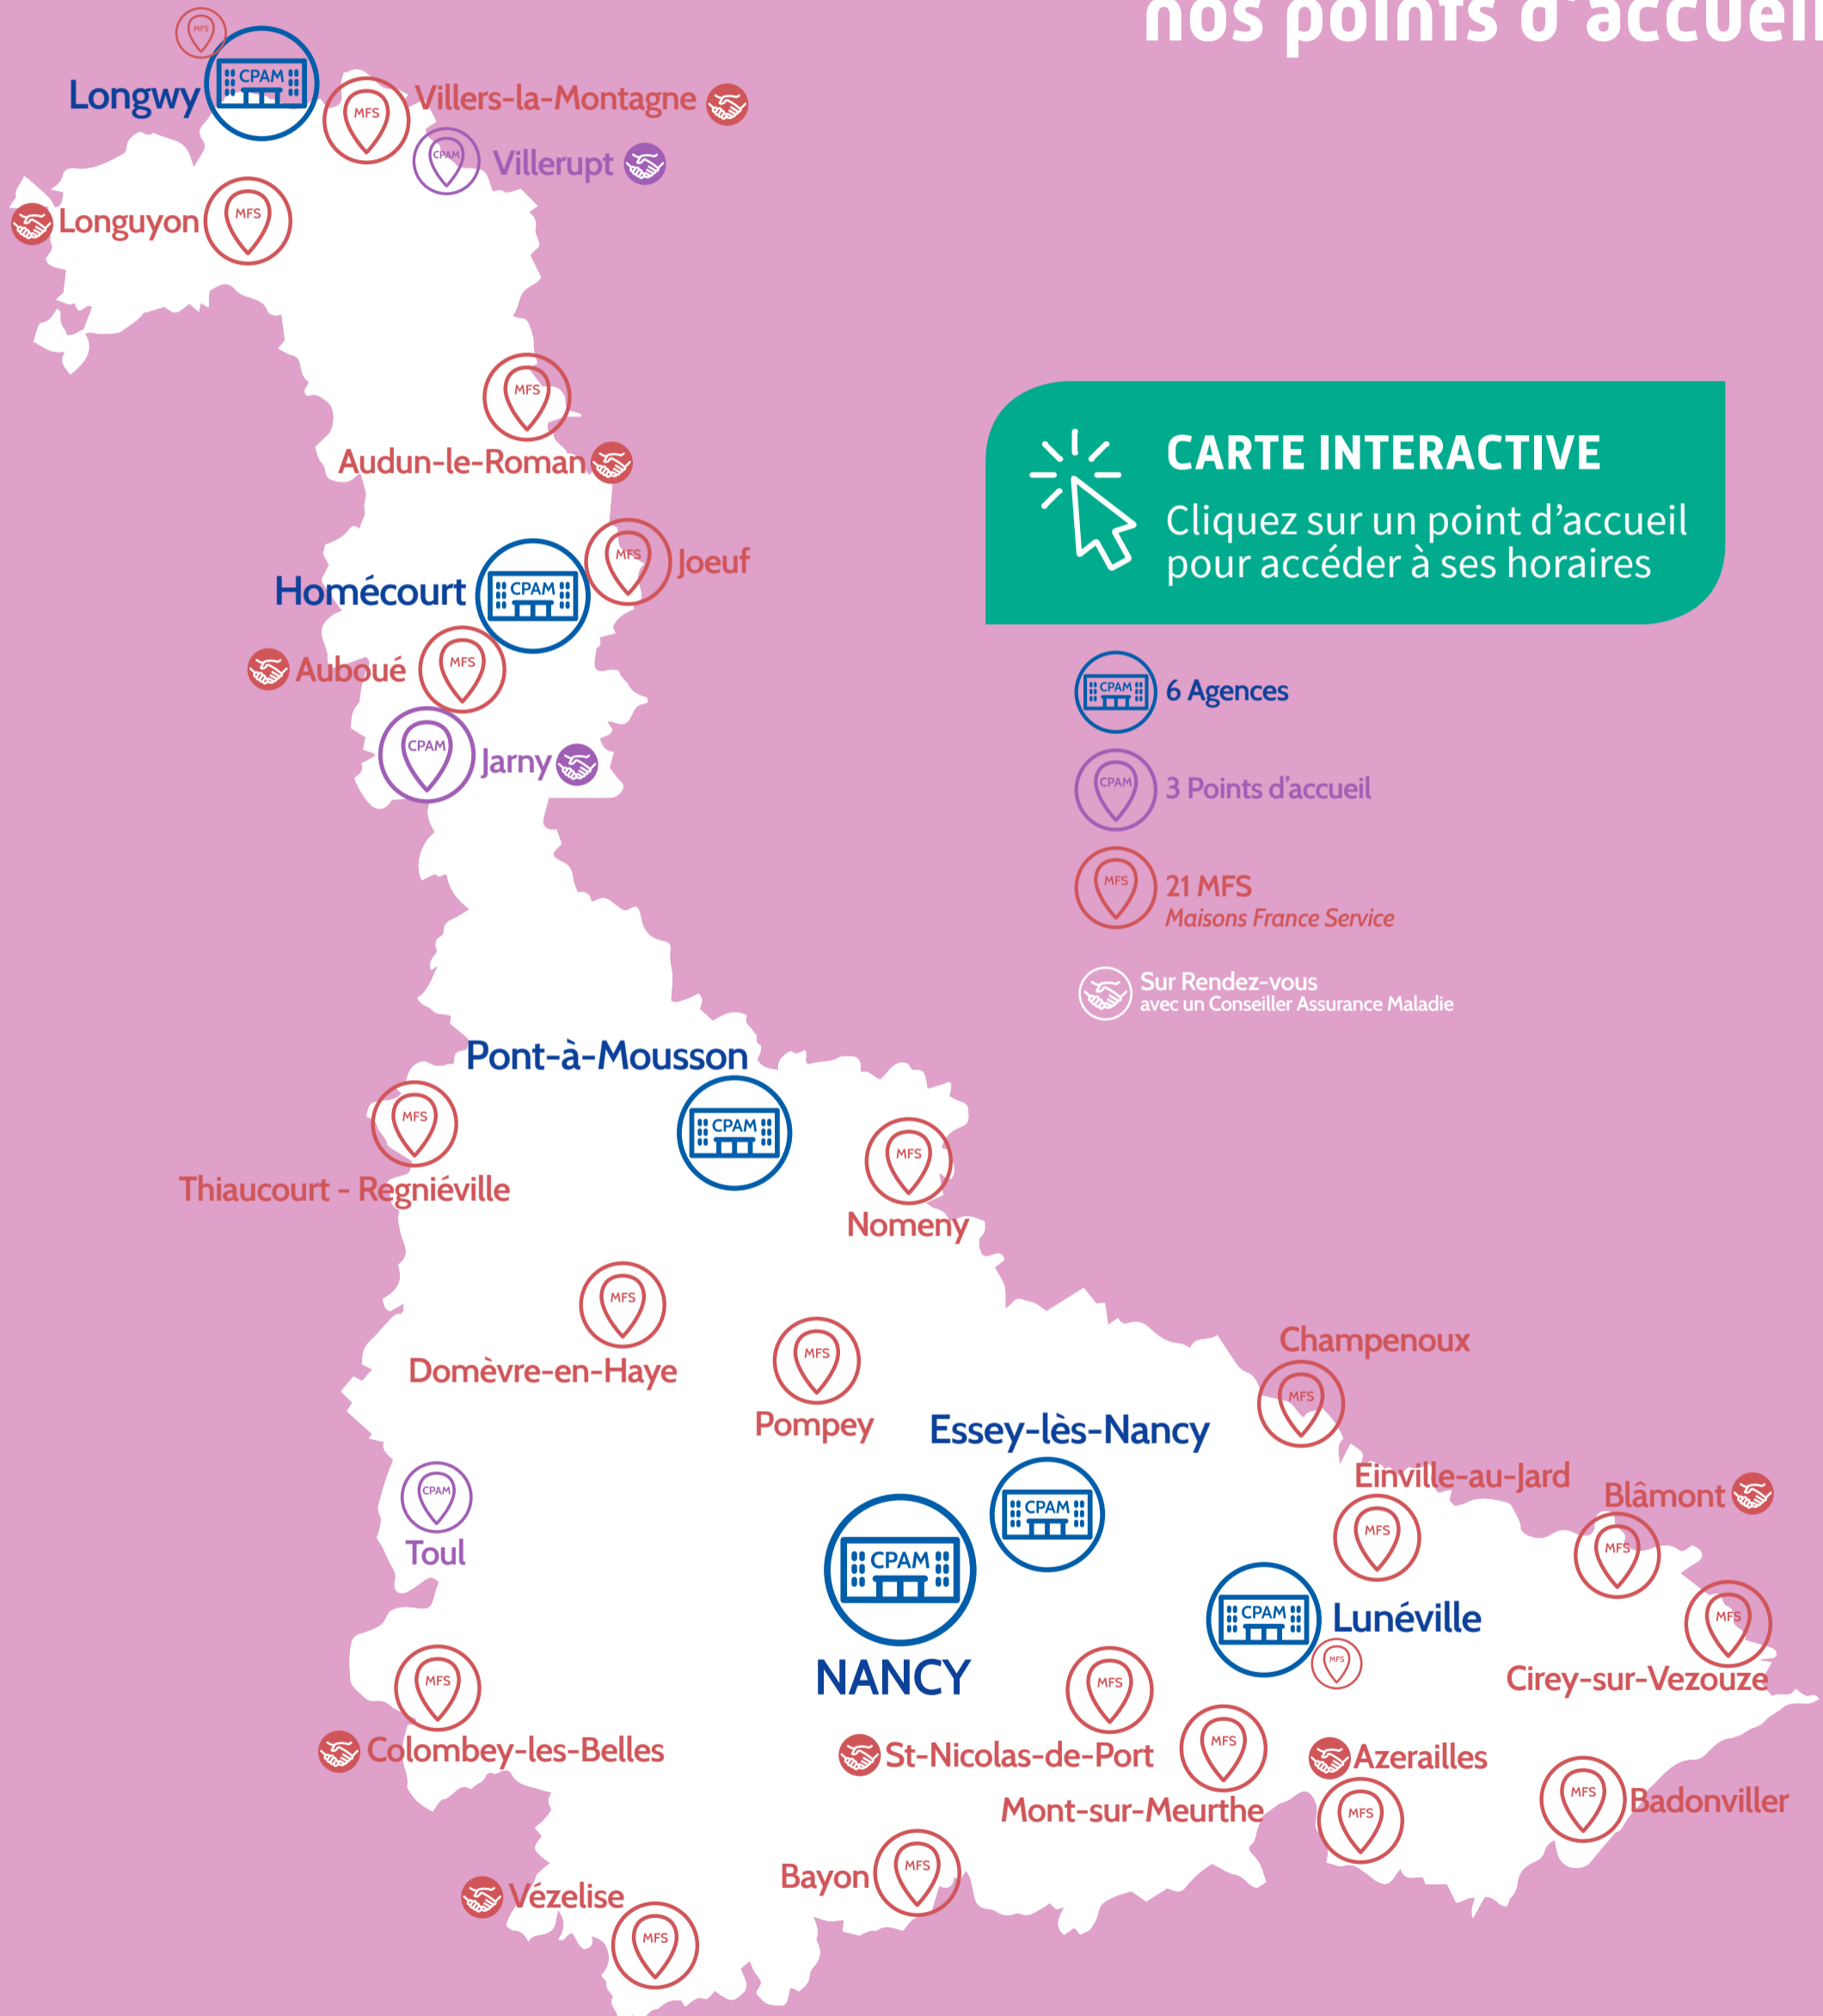 nos points d'accueil
MFS
CPAM
Longwy
MFS
Villers-la-Montagne
CPAM
Villerupt
Longuyon
MFS
MFS
Audun-le-Roman
CARTE INTERACTIVE
Cliquez sur un point d’accueil
pour accéder à ses horaires
MFS
Joeuf
Homécourt
CPAM
Auboué
MFS
CPAM
6 Agences
CPAM
Jarny
CPAM
3 Points d’accueil
MFS
21 MFS
Maisons France Service
Sur Rendez-vous
avec un Conseiller Assurance Maladie
Pont-à-Mousson
CPAM
MFS
Thiaucourt - Regniéville
MFS
Nomeny
MFS
Domèvre-en-Haye
MFS
Pompey
Champenoux
MFS
Essey-lès-Nancy
CPAM
Einville-au-Jard
MFS
Blâmont
MFS
CPAM
Toul
CPAM
NANCY
CPAM
Lunéville
MFS
MFS
Cirey-sur-Vezouze
MFS
Colombey-les-Belles
MFS
St-Nicolas-de-Port
MFS
Mont-sur-Meurthe
Azerailles
MFS
MFS
Badonviller
Bayon
MFS
Vézelise
MFS